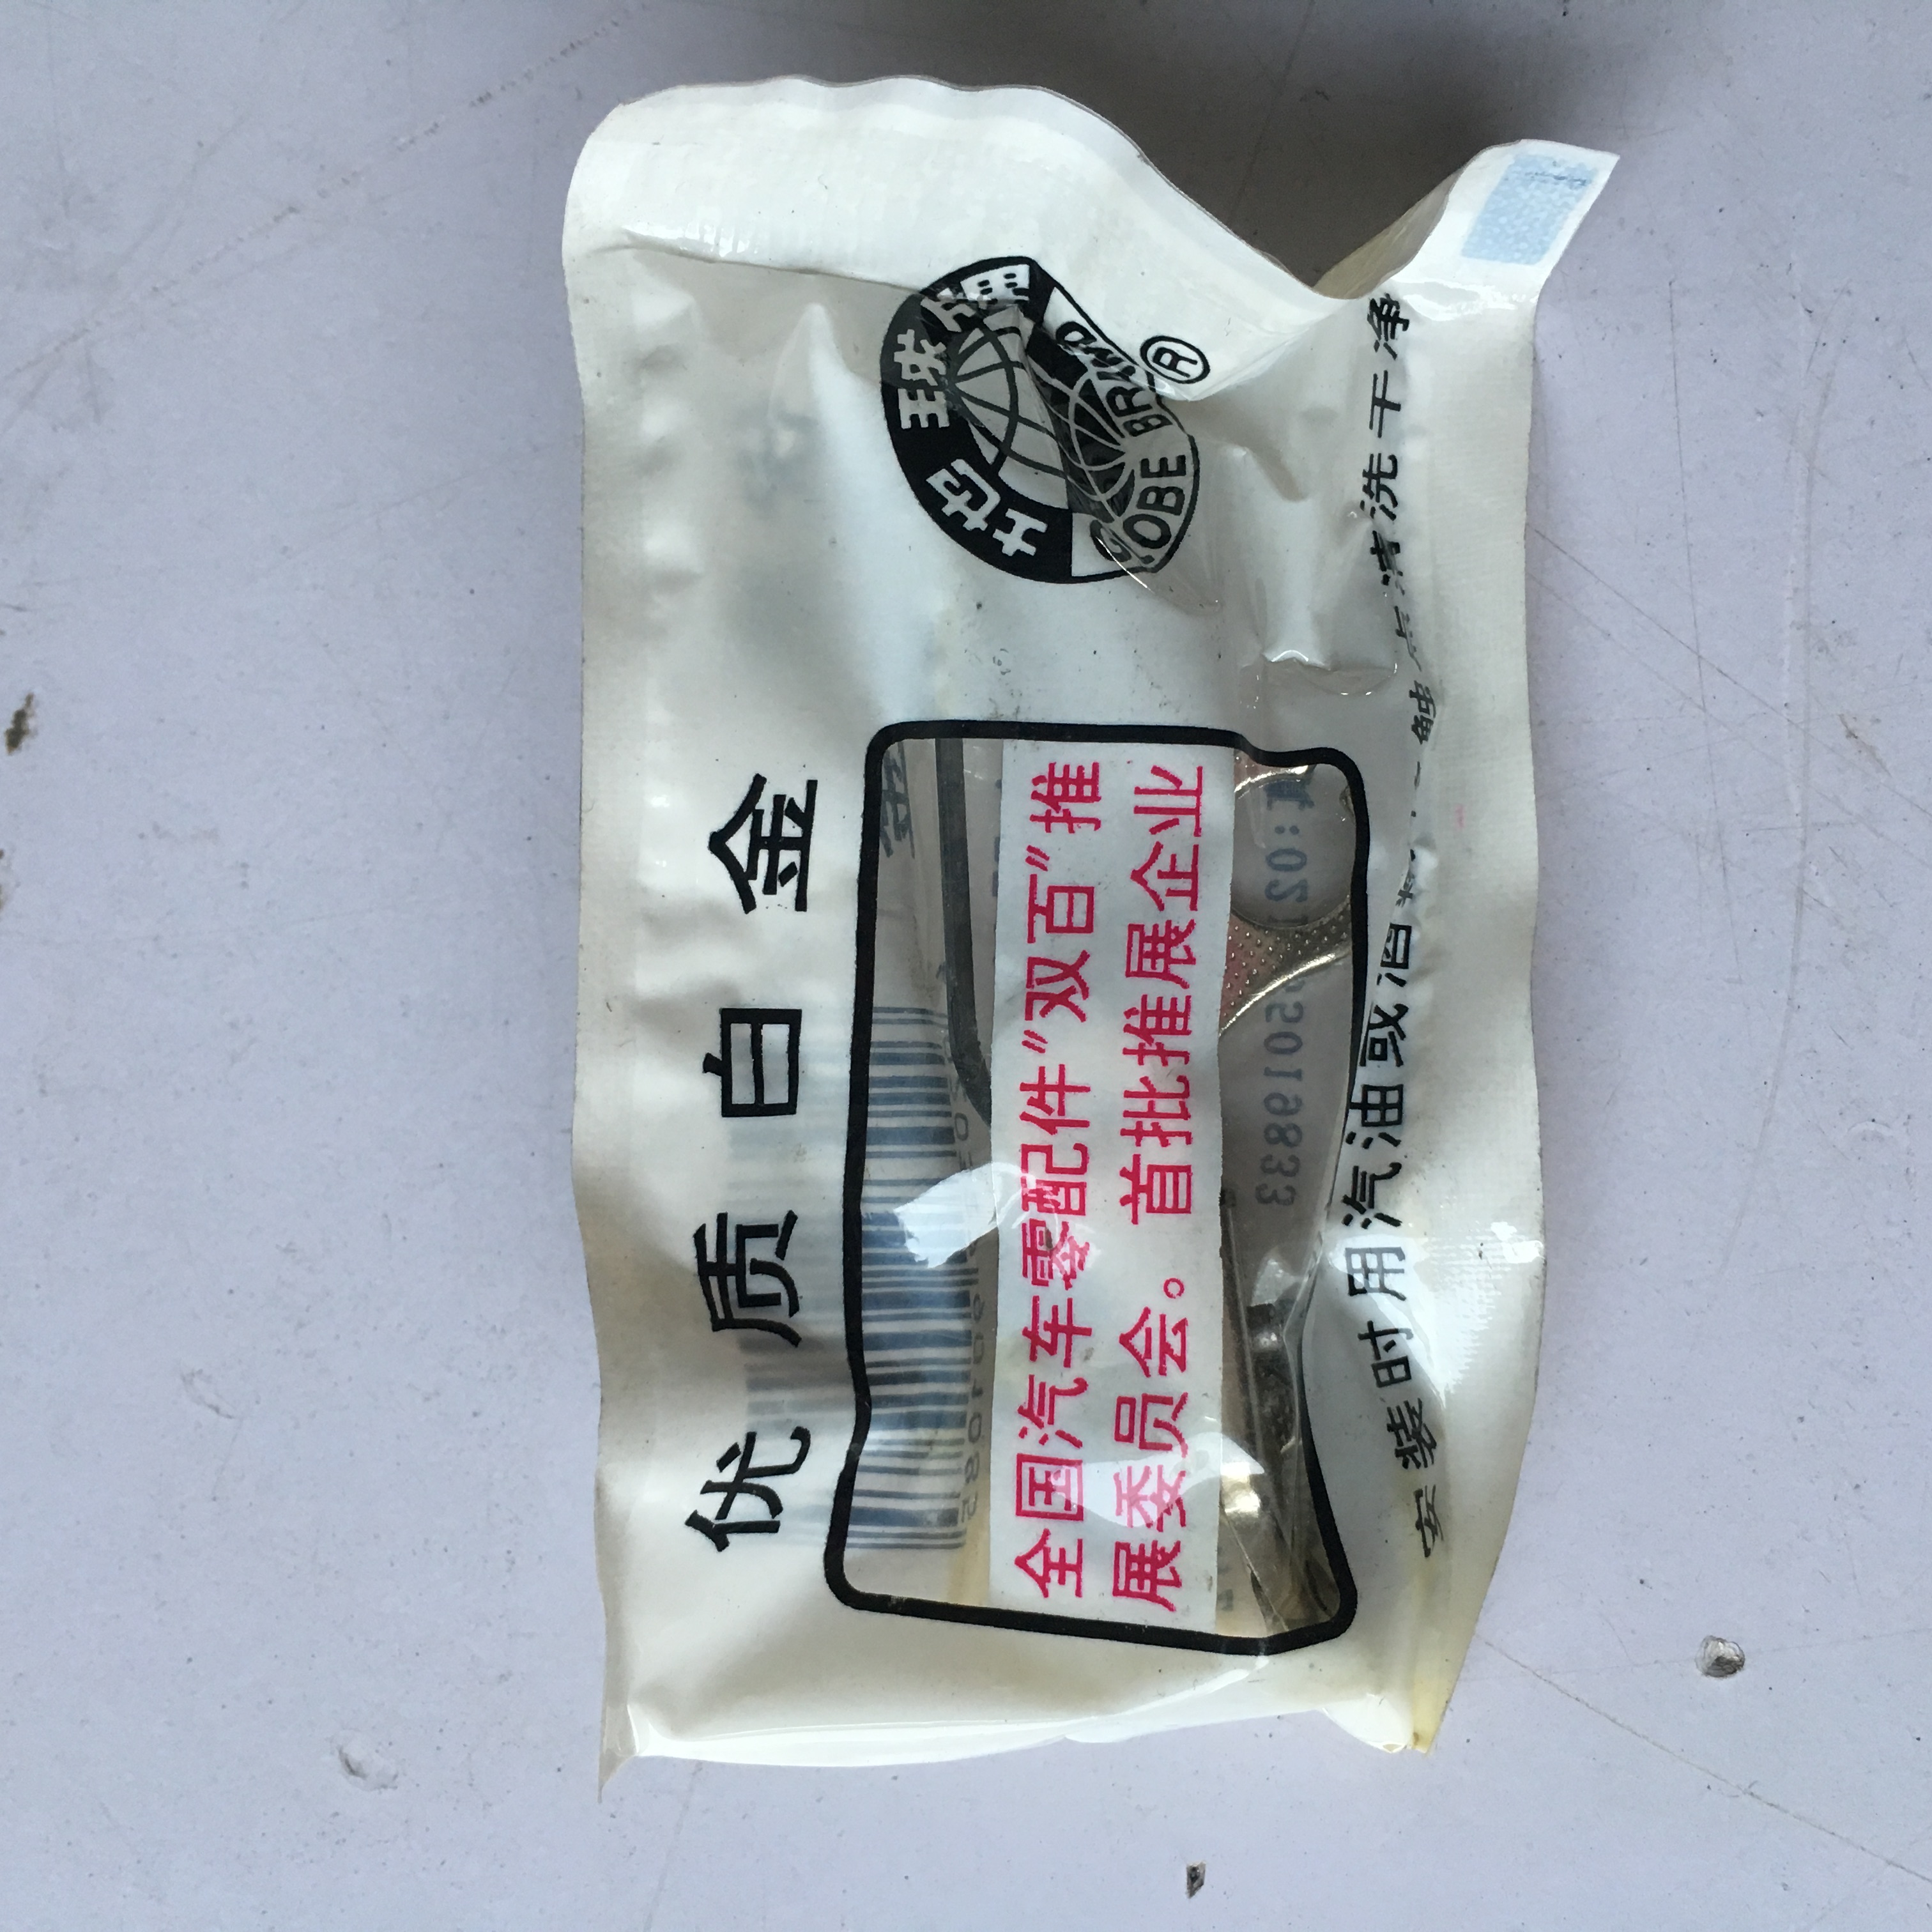 地球牌
GLOBE BRAND
®
优质白金
全国汽车零配件"双百"推
展委员会。首批推展企业
安装时用汽油或酒 触点清洗干净